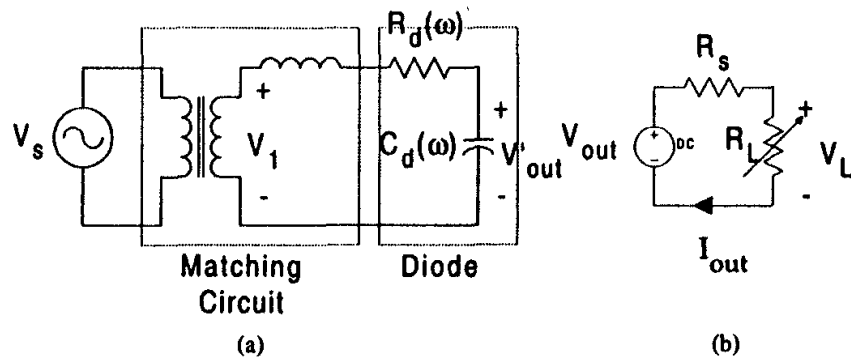 R_d(ω)
R_s
V_s
+
V_1
-
C_d(ω)
+
V'_out
-
V_out
+
-
DC
R_L
+
V_L
-
I_out
Matching
Circuit
Diode
(a)
(b)